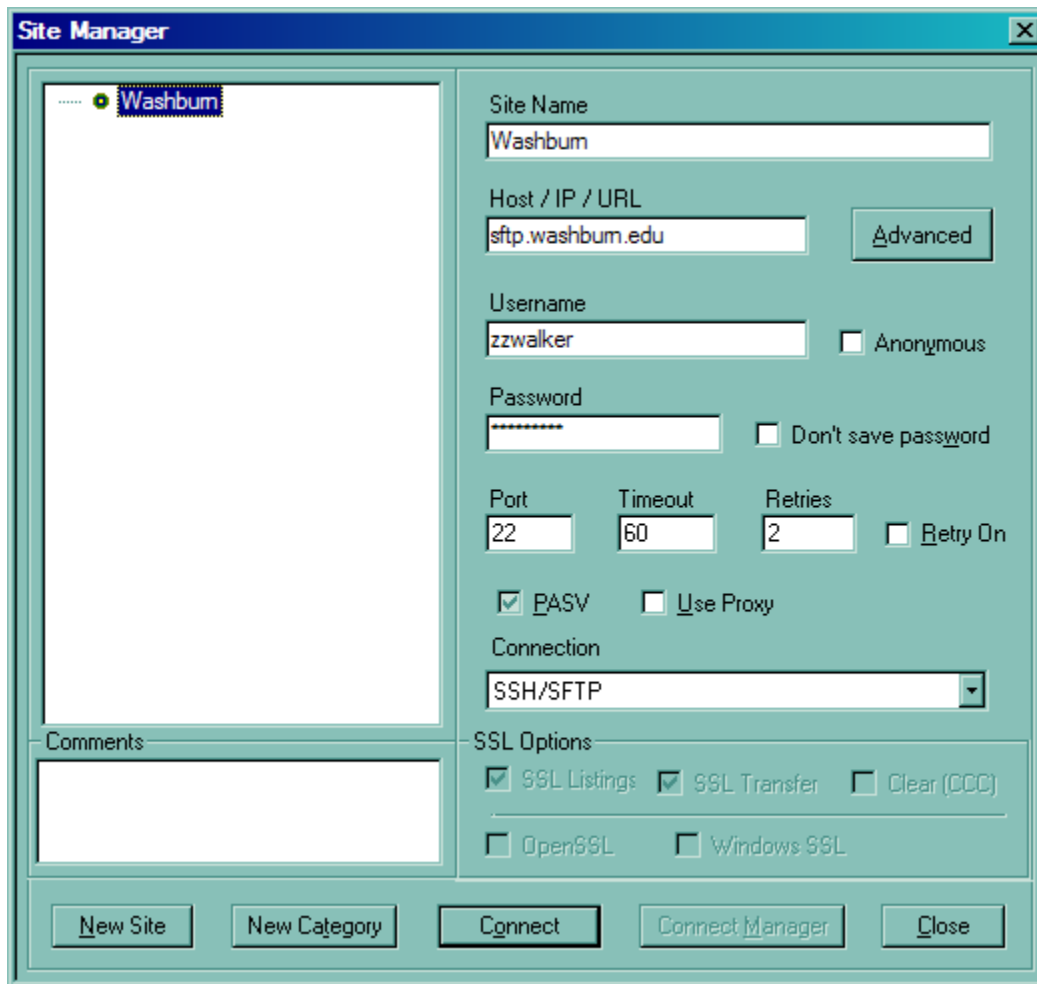 Site Manager
Washburn
Site Name
Washburn
Host / IP / URL
sftp.washburn.edu
Advanced
Username
zzwalker
Anonymous
Password
*********
Don't save password
Port Timeout Retries
22 60 2 Retry On
PASV Use Proxy
Connection
SSH/SFTP
Comments
SSL Options
SSL Listings SSL Transfer Clear (CCC)
OpenSSL Windows SSL
New Site New Category Connect Connect Manager Close